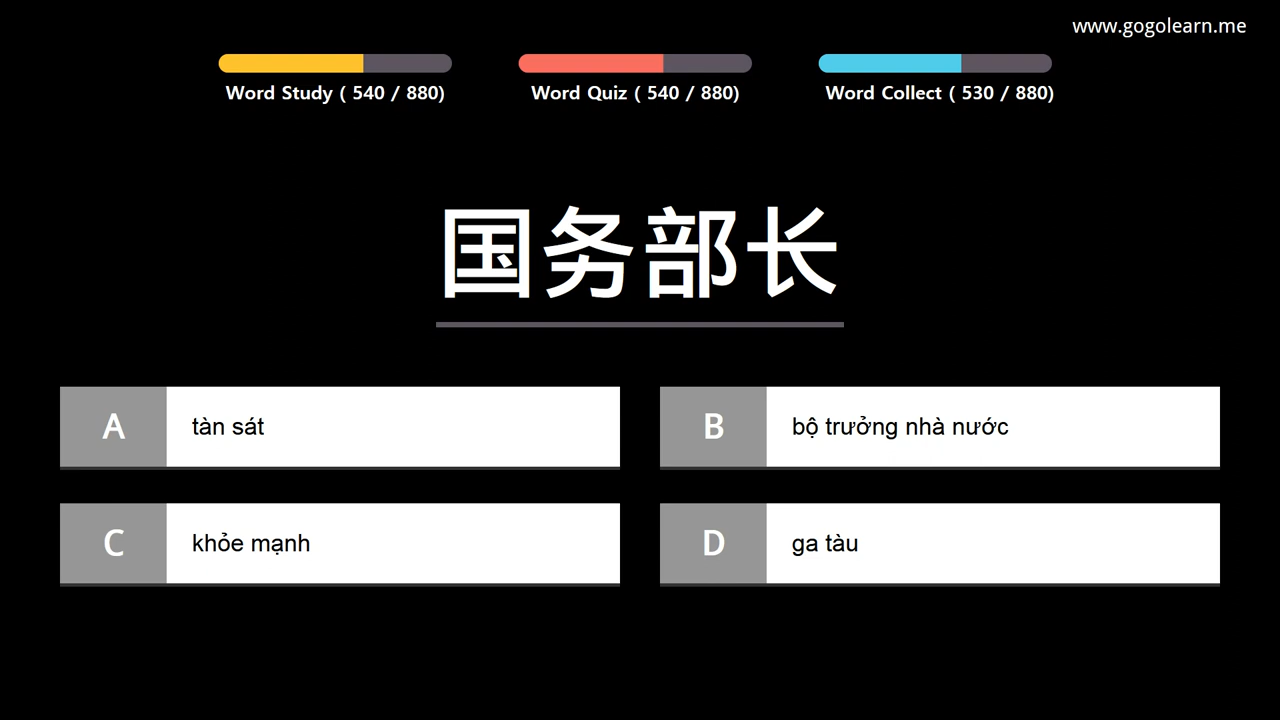 www.gogolearn.me
Word Study ( 540 / 880)
Word Quiz ( 540 / 880)
Word Collect ( 530 / 880)
国务部长
A tàn sát
B bộ trưởng nhà nước
C khỏe mạnh
D ga tàu